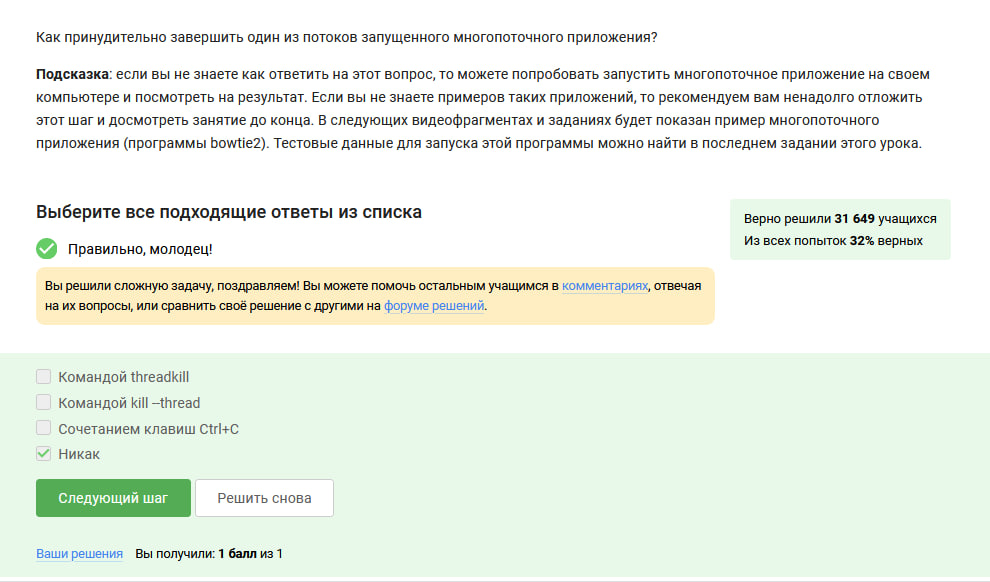 Как принудительно завершить один из потоков запущенного многопоточного приложения?
Подсказка: если вы не знаете как ответить на этот вопрос, то можете попробовать запустить многопоточное приложение на своем
компьютере и посмотреть на результат. Если вы не знаете примеров таких приложений, то рекомендуем вам ненадолго отложить
этот шаг и досмотреть занятие до конца. В следующих видеофрагментах и заданиях будет показан пример многопоточного
приложения (программы bowtie2). Тестовые данные для запуска этой программы можно найти в последнем задании этого урока.
Выберите все подходящие ответы из списка
Верно решили 31 649 учащихся
Из всех попыток 32% верных
Правильно, молодец!
Вы решили сложную задачу, поздравляем! Вы можете помочь остальным учащимся в комментариях, отвечая
на их вопросы, или сравнить своё решение с другими на форуме решений.
Командой threadkill
Командой kill –thread
Сочетанием клавиш Ctrl+C
Никак
Следующий шаг
Решить снова
Ваши решения Вы получили: 1 балл из 1